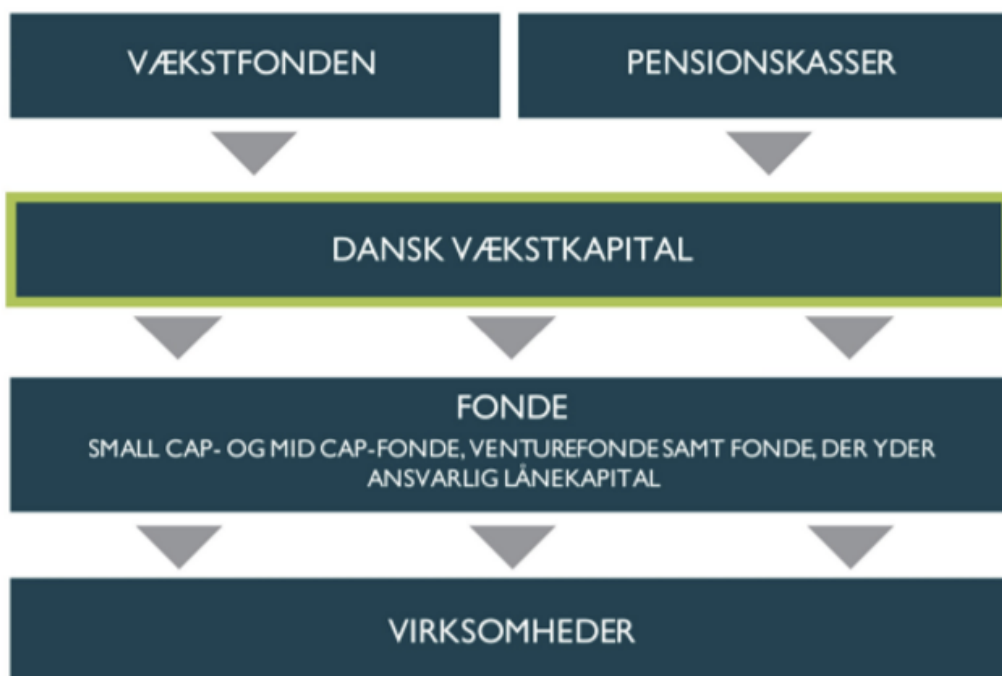 VÆKSTFONDEN
PENSIONSKASSER
DANSK VÆKSTKAPITAL
FONDE
SMALL CAP- OG MID CAP-FONDE, VENTUREFONDE SAMT FONDE, DER YDER
ANSVARLIG LÅNEKAPITAL
VIRKSOMHEDER